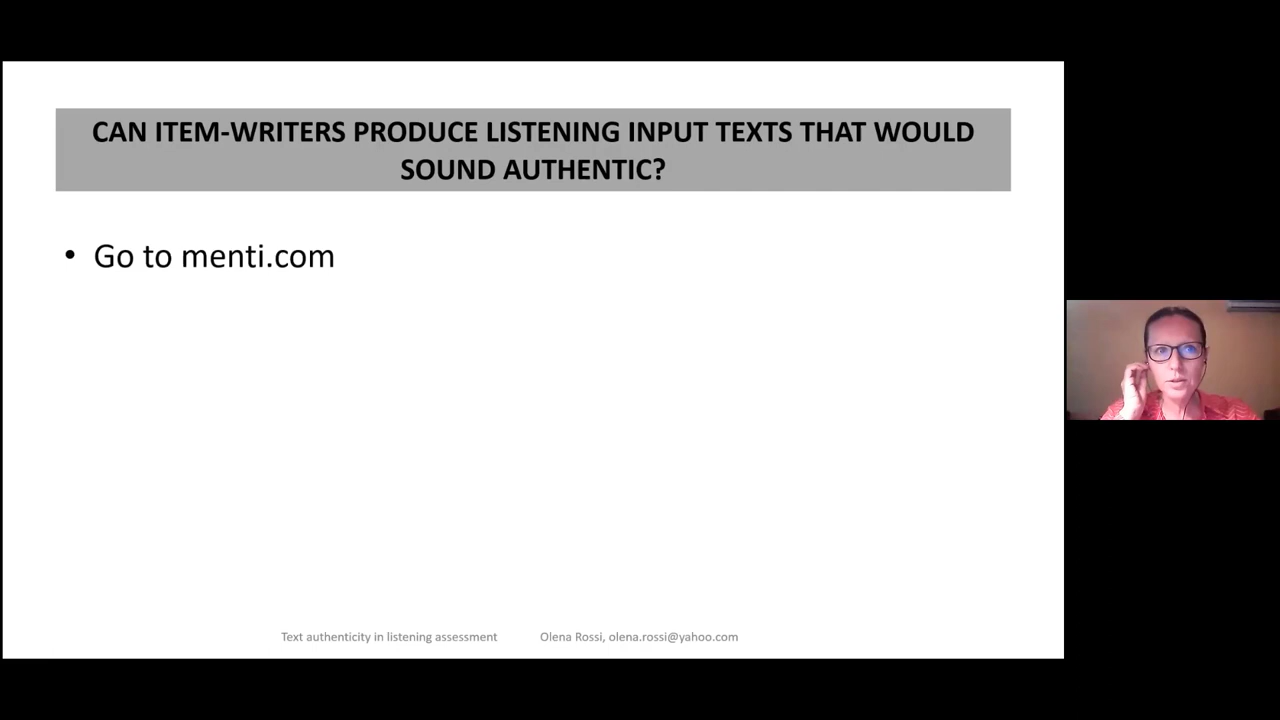 CAN ITEM-WRITERS PRODUCE LISTENING INPUT TEXTS THAT WOULD
SOUND AUTHENTIC?
• Go to menti.com
Text authenticity in listening assessment Olena Rossi, olena.rossi@yahoo.com